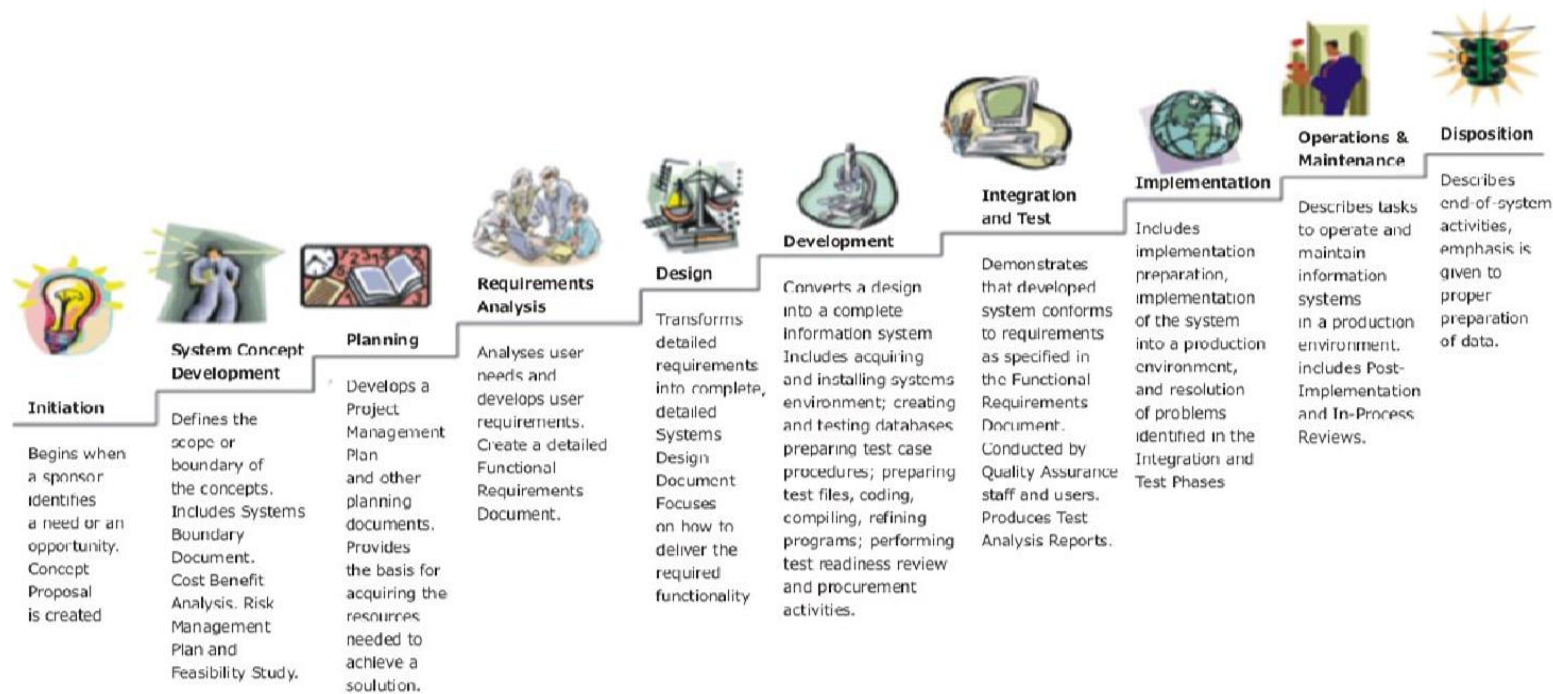 Initiation
Begins when
a sponsor
identifies
a need or an
opportunity.
Concept
Proposal
is created
System Concept
Development
Defines the
scope or
boundary of
the concepts.
Includes Systems
Boundary
Document.
Cost Benefit
Analysis. Risk
Management
Plan and
Feasibility Study.
Planning
Develops a
Project
Management
Plan
and other
planning
documents.
Provides
the basis for
acquiring the
resources
needed to
achieve a
soulution.
Requirements
Analysis
Analyses user
needs and
develops user
requirements.
Create a detailed
Functional
Requirements
Document.
Design
Transforms
detailed
requirements
into complete,
detailed
Systems
Design
Document
Focuses
on how to
deliver the
required
functionality
Development
Converts a design
into a complete
information system
Includes acquiring
and installing systems
environment; creating
and testing databases
preparing test case
procedures; preparing
test files, coding,
compiling, refining
programs; performing
test readiness review
and procurement
activities.
Integration
and Test
Demonstrates
that developed
system conforms
to requirements
as specified in
the Functional
Requirements
Document.
Conducted by
Quality Assurance
staff and users.
Produces Test
Analysis Reports.
Implementation
Includes
implementation
preparation,
implementation
of the system
into a production
environment,
and resolution
of problems
identified in the
Integration and
Test Phases
Operations &
Maintenance
Describes tasks
to operate and
maintain
information
systems
in a production
environment.
includes Post-
Implementation
and In-Process
Reviews.
Disposition
Describes
end-of-system
activities,
emphasis is
given to
proper
preparation
of data.